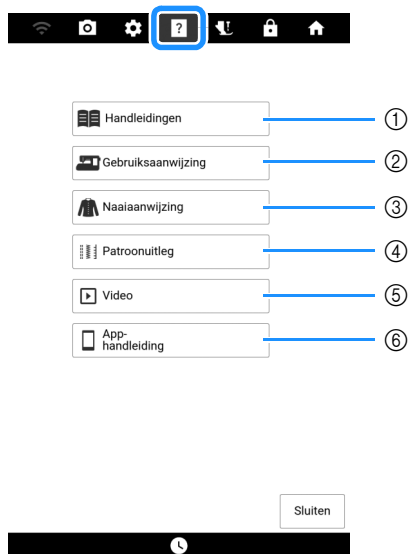 ?
Handleidingen ①
Gebruiksaanwijzing ②
Naaiaanwijzing ③
Patroonuitleg ④
Video ⑤
App-
handleiding ⑥
Sluiten